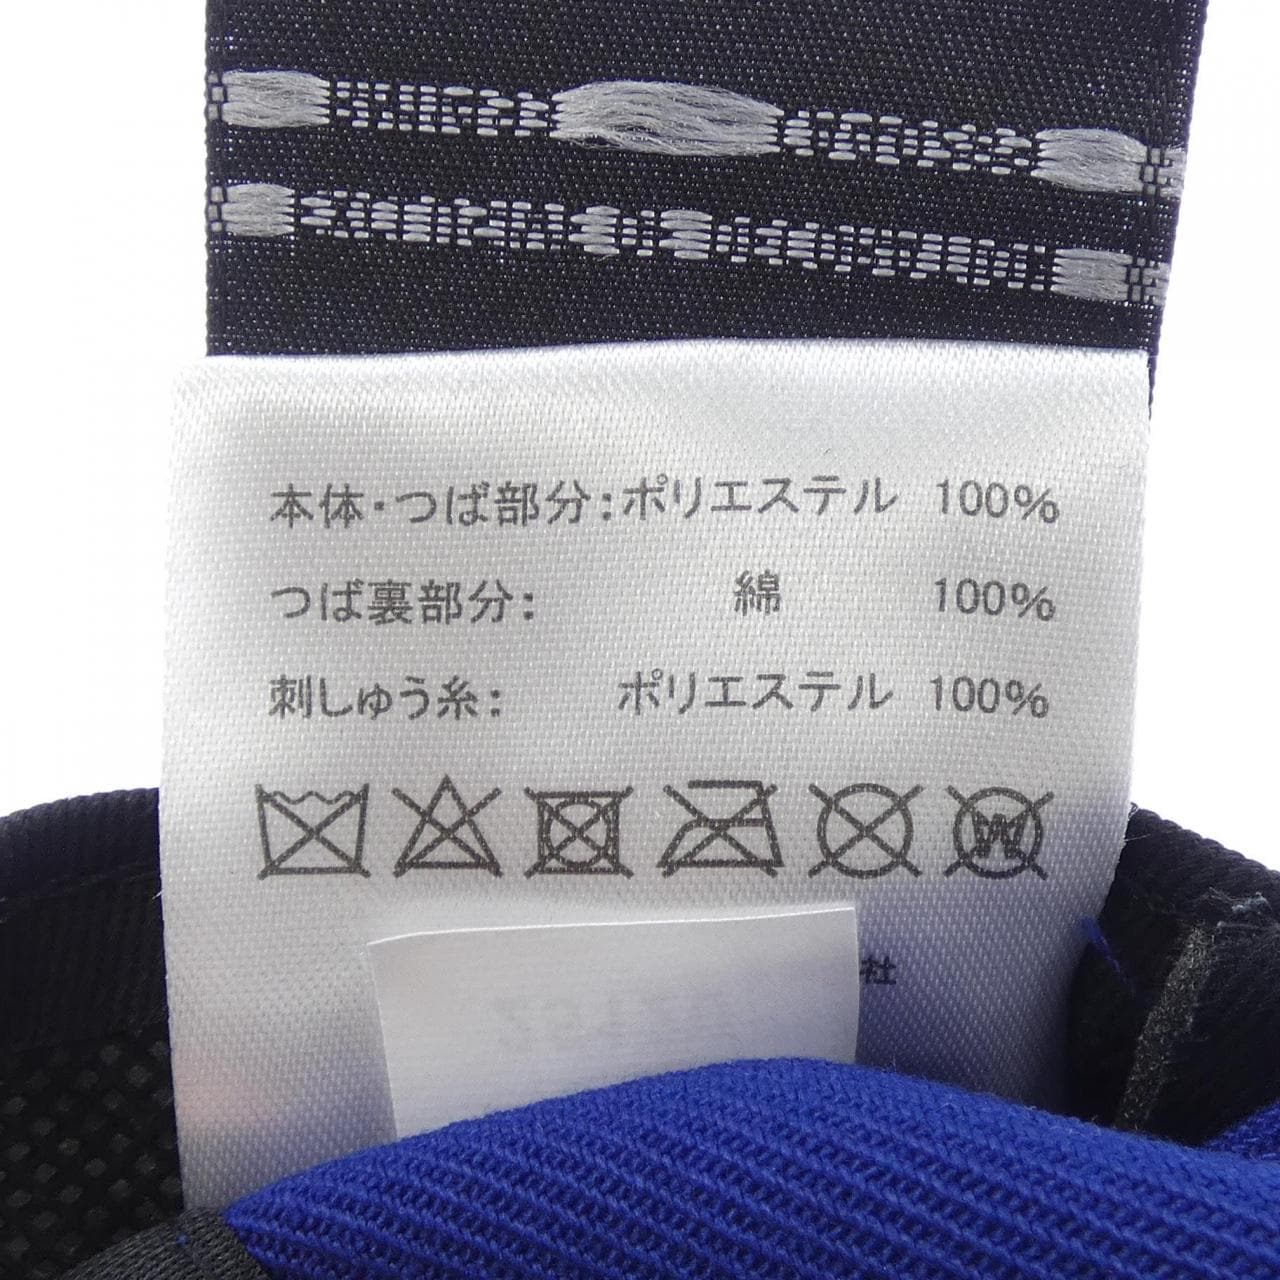 本体・つば部分:ポリエステル 100%
つば裏部分: 綿 100%
刺しゅう糸: ポリエステル 100%
W
社